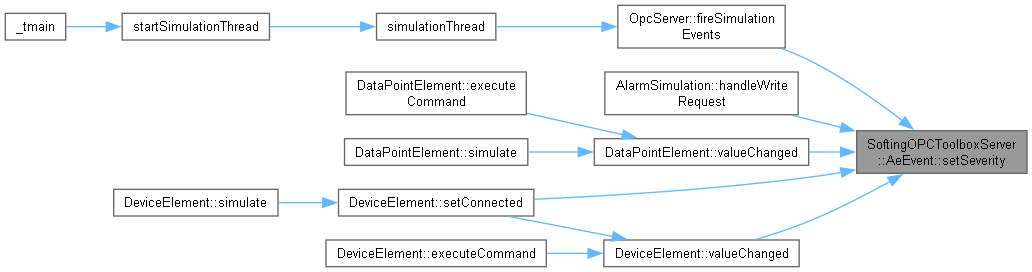 _tmain
startSimulationThread
simulationThread
OpcServer::fireSimulation
Events
DataPointElement::execute
Command
AlarmSimulation::handleWrite
Request
SoftingOPCToolboxServer
::AeEvent::setSeverity
DataPointElement::simulate
DataPointElement::valueChanged
DeviceElement::simulate
DeviceElement::setConnected
DeviceElement::executeCommand
DeviceElement::valueChanged